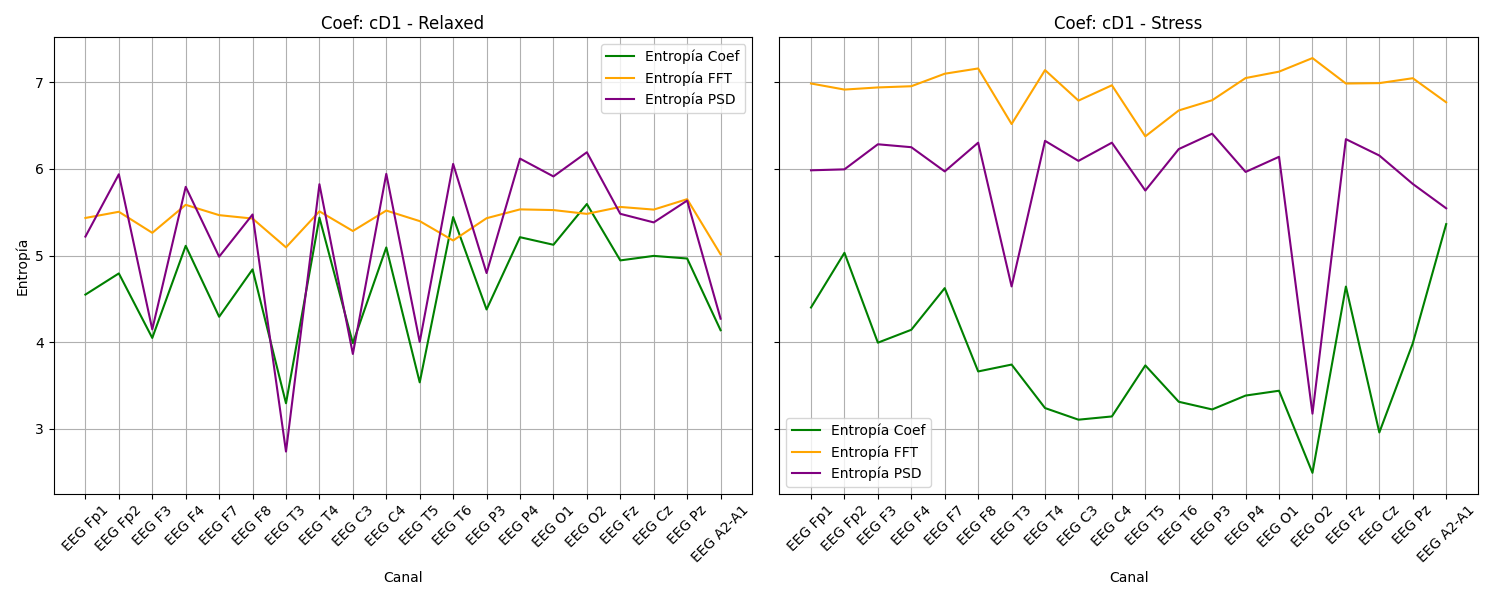 Coef: cD1 - Relaxed
Entropía
7
6
5
4
3
Entropía Coef
Entropía FFT
Entropía PSD
EEG Fp1
EEG Fp2
EEG F3
EEG F4
EEG F7
EEG F8
EEG T3
EEG T4
EEG C3
EEG C4
EEG T5
EEG T6
EEG P3
EEG P4
EEG O1
EEG O2
EEG Fz
EEG Cz
EEG Pz
EEG A2-A1
Canal
Coef: cD1 - Stress
Entropía Coef
Entropía FFT
Entropía PSD
EEG Fp1
EEG Fp2
EEG F3
EEG F4
EEG F7
EEG F8
EEG T3
EEG T4
EEG C3
EEG C4
EEG T5
EEG T6
EEG P3
EEG P4
EEG O1
EEG O2
EEG Fz
EEG Cz
EEG Pz
EEG A2-A1
Canal